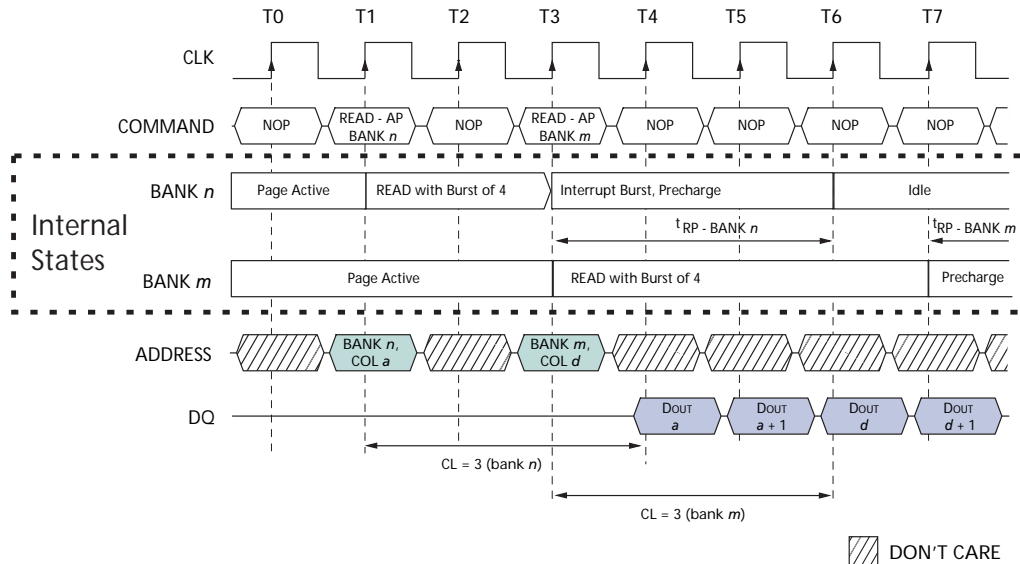 T0 T1 T2 T3 T4 T5 T6 T7
CLK
COMMAND NOP READ - AP BANK n NOP READ - AP BANK m NOP NOP NOP NOP
Internal States
BANK n Page Active READ with Burst of 4 Interrupt Burst, Precharge Idle
tRP - BANK n tRP - BANK m
BANK m Page Active READ with Burst of 4 Precharge
ADDRESS BANK n, COL a BANK m, COL d
DQ DOUT a DOUT a + 1 DOUT d DOUT d + 1
CL = 3 (bank n)
CL = 3 (bank m)
DON'T CARE